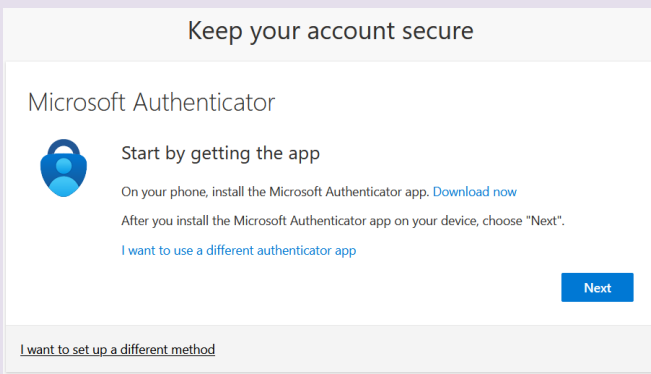 Keep your account secure
Microsoft Authenticator
Start by getting the app
On your phone, install the Microsoft Authenticator app. Download now
After you install the Microsoft Authenticator app on your device, choose "Next".
I want to use a different authenticator app
Next
I want to set up a different method